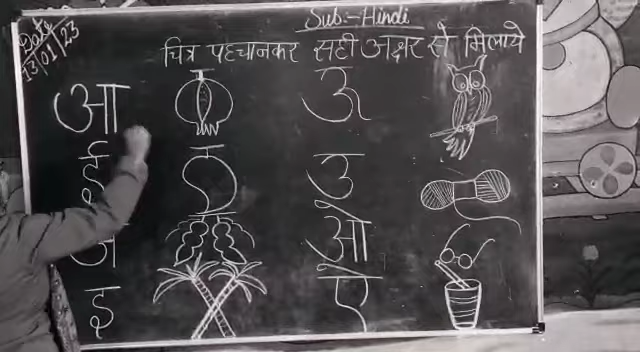 Date 13/01/23
Sub:- Hindi
चित्र पहचानकर सही अक्षर से मिलाये
आ ऊ
ई उ
अ ओ
इ ऐ